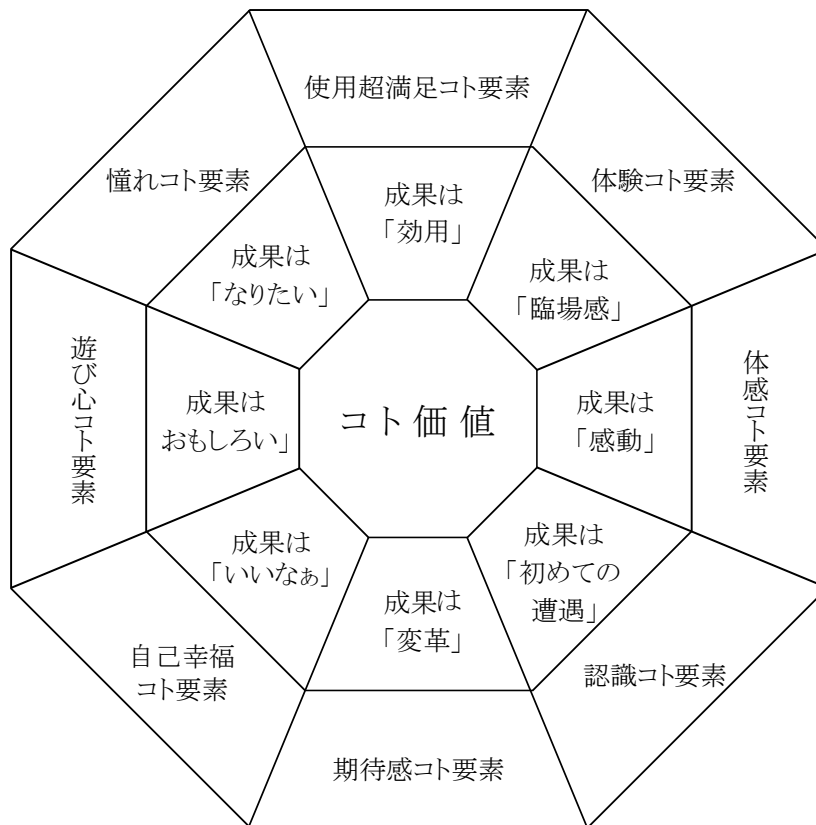 使用超満足コト要素
憧れコト要素
体験コト要素
成果は
「効用」
成果は
「なりたい」
成果は
「臨場感」
遊び心コト要素
成果は
おもしろい」
コト価値
成果は
「感動」
体感コト要素
成果は
「いいなぁ」
成果は
「変革」
成果は
「初めての
遭遇」
自己幸福
コト要素
認識コト要素
期待感コト要素